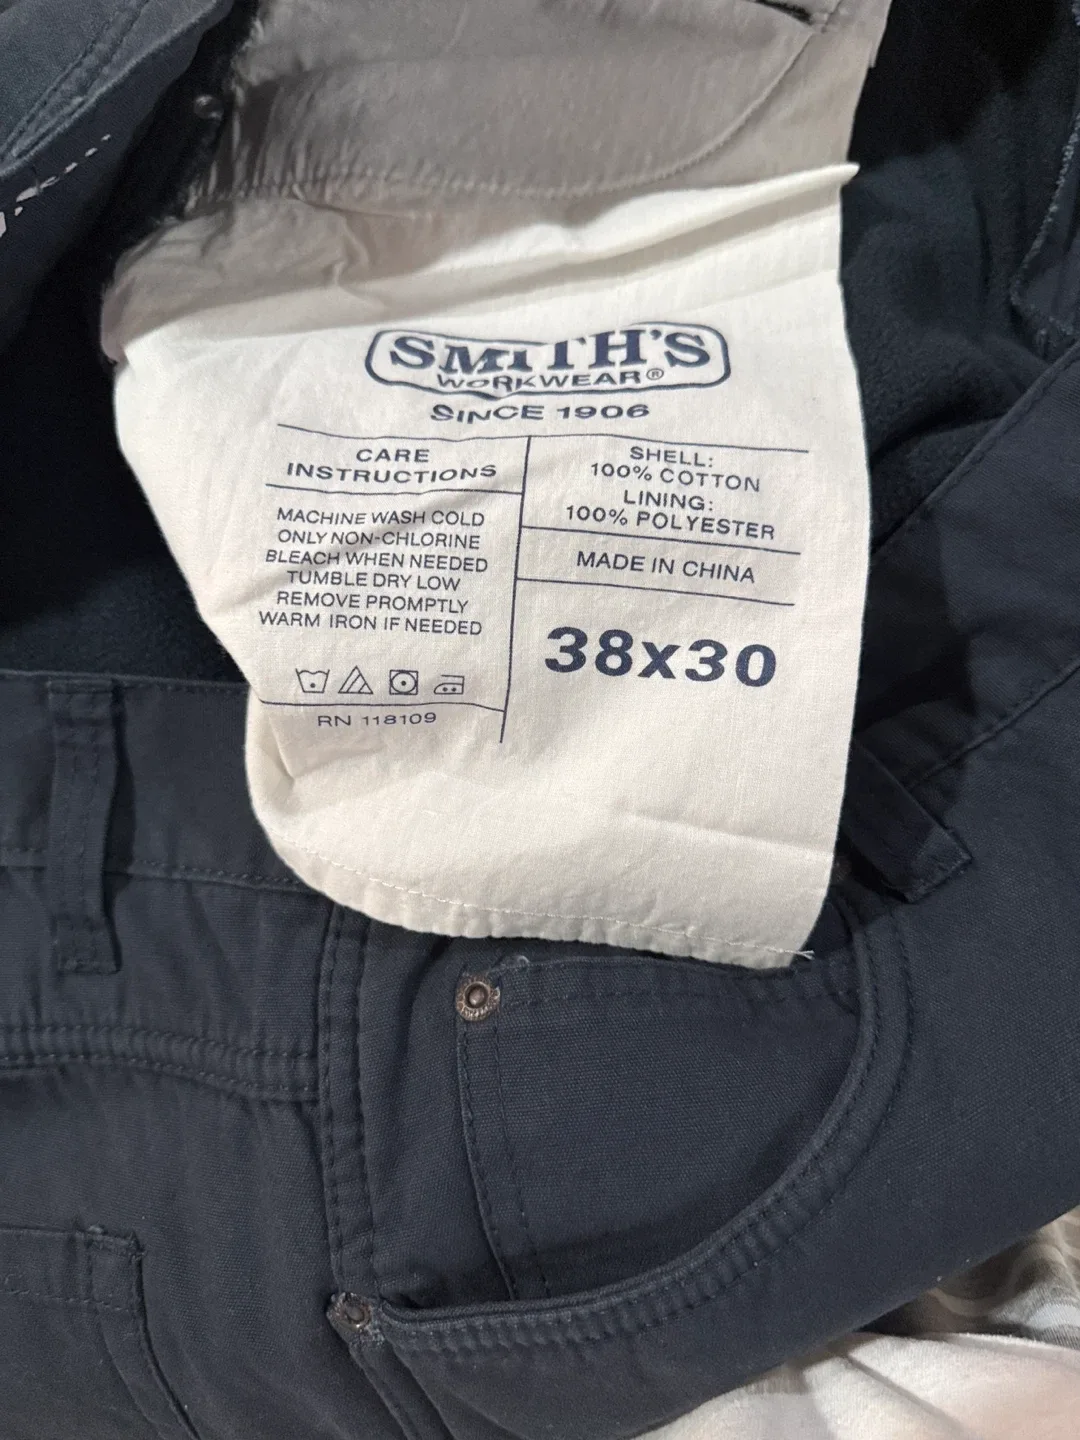 SMITH'S
WORKWEAR®
SINCE 1906
CARE
INSTRUCTIONS
MACHINE WASH COLD
ONLY NON-CHLORINE
BLEACH WHEN NEEDED
TUMBLE DRY LOW
REMOVE PROMPTLY
WARM IRON IF NEEDED
RN 118109
SHELL:
100% COTTON
LINING:
100% POLYESTER
MADE IN CHINA
38x30